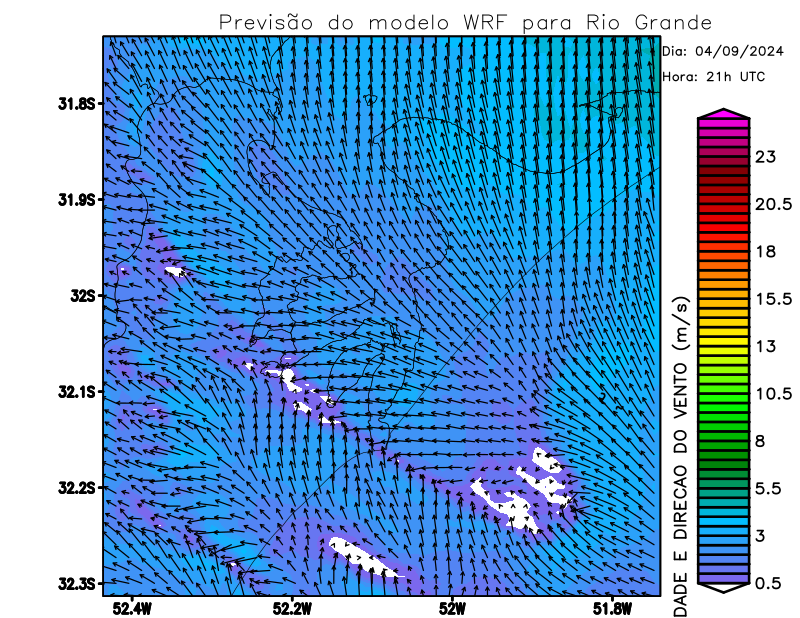 Previsão do modelo WRF para Rio Grande
Dia: 04/09/2024
Hora: 21h UTC
31.8S
31.9S
32S
32.1S
32.2S
32.3S
52.4W
52.2W
52W
51.8W
23
20.5
18
15.5
13
10.5
8
5.5
3
0.5
DADE E DIRECAO DO VENTO (m/s)